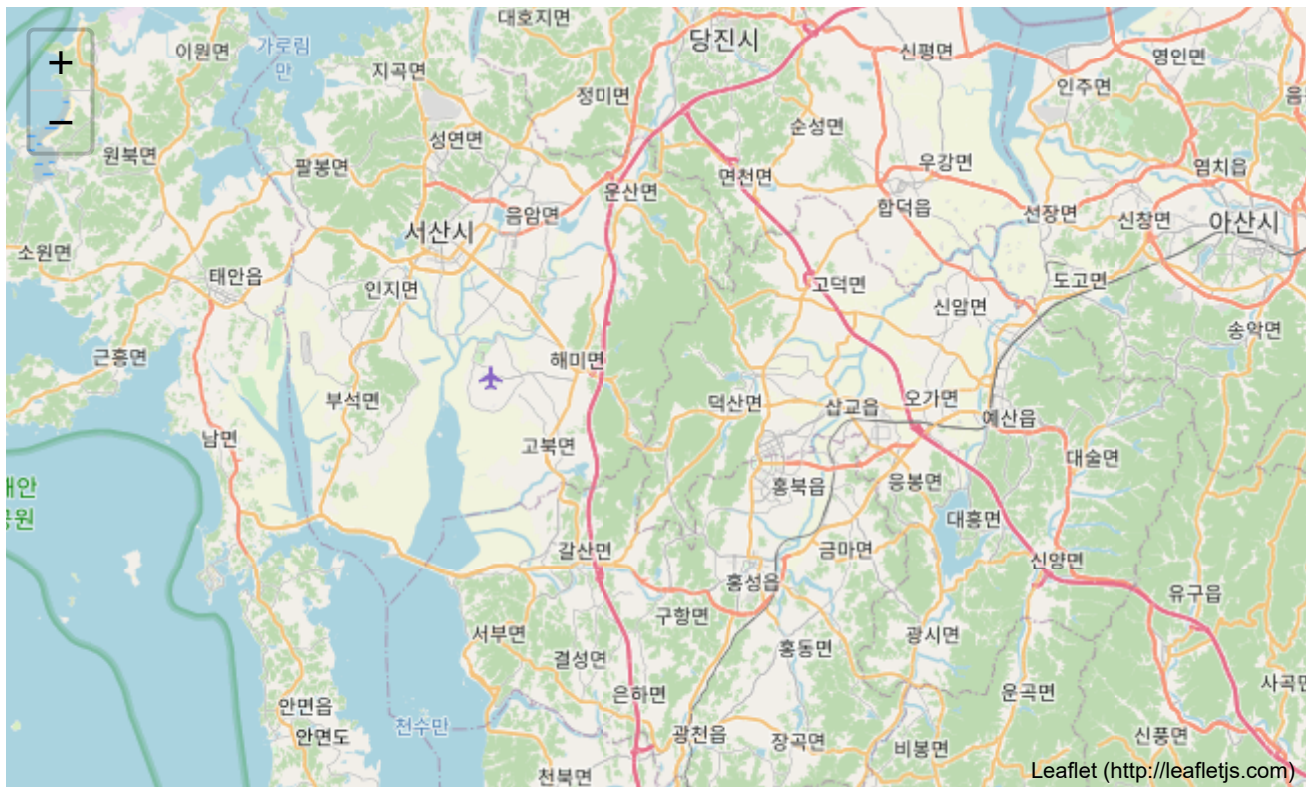 대호지면
당진시
이원면
가로림
만
신평면
영인면
지곡면
정미면
인주면
+
−
성연면
순성면
원북면
팔봉면
우강면
염치읍
면천면
운산면
음암면
합덕읍
선장면
신창면
아산시
서산시
소원면
태안읍
인지면
고덕면
도고면
신암면
송악면
근흥면
해미면
부석면
덕산면
삽교읍
오가면
예산읍
남면
고북면
대술면
홍북읍
응봉면
공원
대흥면
갈산면
금마면
신양면
홍성읍
유구읍
구항면
서부면
결성면
홍동면
광시면
은하면
운곡면
사곡면
안면읍
안면도
천수만
광천읍
장곡면
비봉면
신풍면
천북면
Leaflet (http://leafletjs.com)